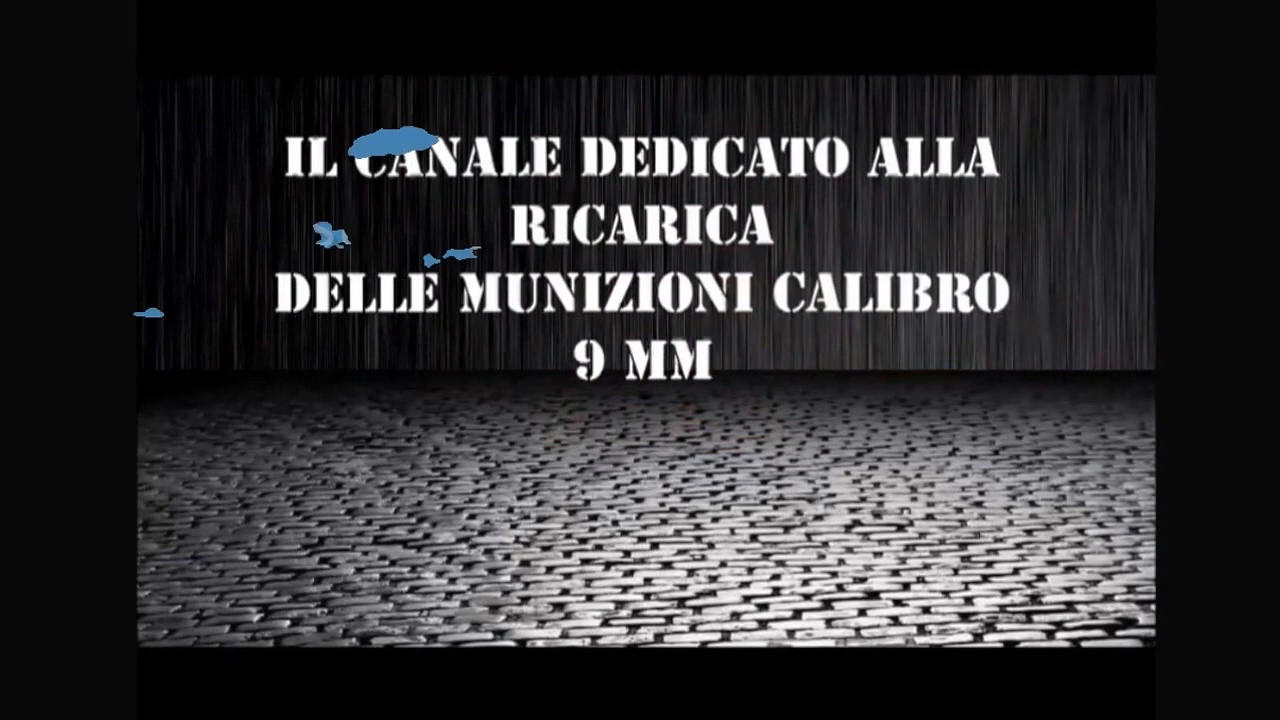 IL CANALE DEDICATO ALLA
RICARICA
DELLE MUNIZIONI CALIBRO
9 MM